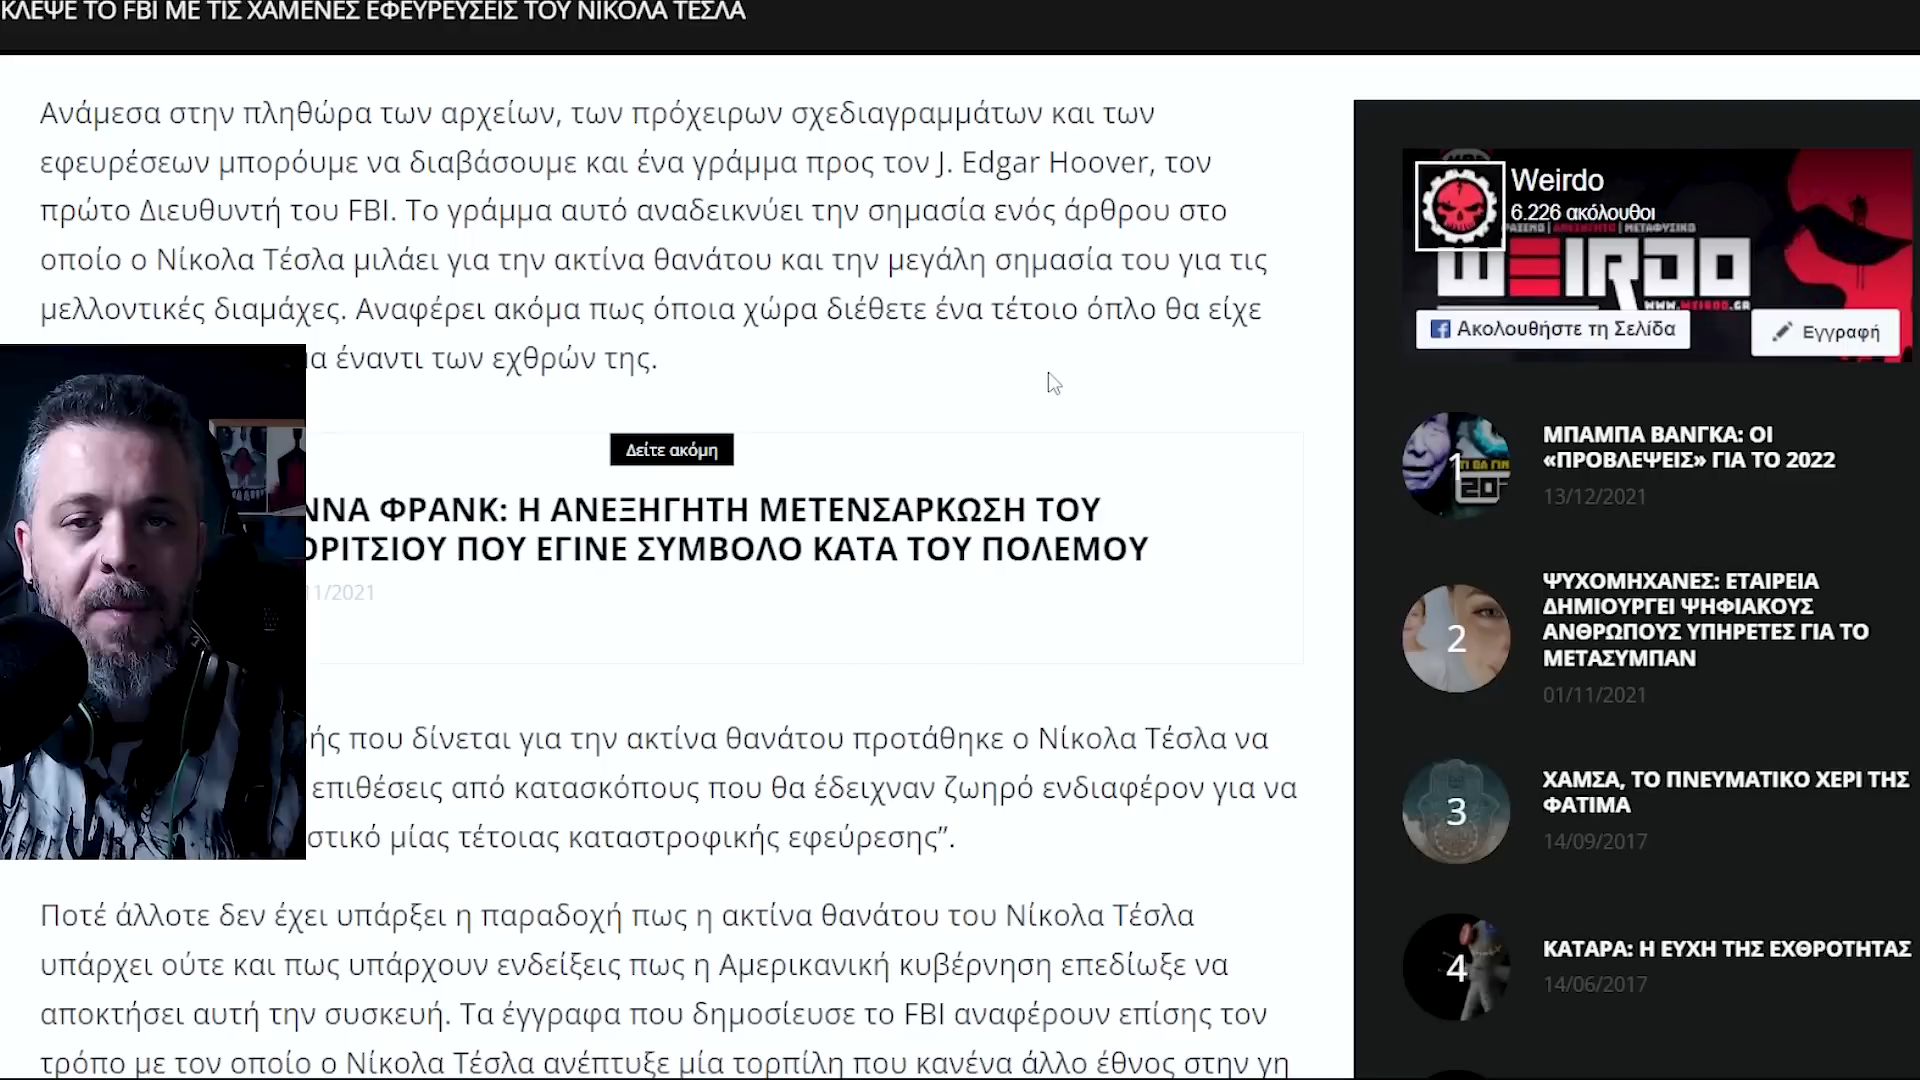 ΚΛΕΨΕ ΤΟ FBI ΜΕ ΤΙΣ ΧΑΜΕΝΕΣ ΕΦΕΥΡΕΥΣΕΙΣ ΤΟΥ ΝΙΚΟΛΑ ΤΕΣΛΑ
Ανάμεσα στην πληθώρα των αρχείων, των πρόχειρων σχεδιαγραμμάτων και των
εφευρέσεων μπορόυμε να διαβάσουμε και ένα γράμμα προς τον J. Edgar Hoover, τον
πρώτο Διευθυντή του FBI. Το γράμμα αυτό αναδεικνύει την σημασία ενός άρθρου στο
οποίο ο Νίκολα Τέσλα μιλάει για την ακτίνα θανάτου και την μεγάλη σημασία του για τις
μελλοντικές διαμάχες. Αναφέρει ακόμα πως όποια χώρα διέθετε ένα τέτοιο όπλο θα είχε
α έναντι των εχθρών της.
Δείτε ακόμη
ΝΝΑ ΦΡΑΝΚ: Η ΑΝΕΞΗΓΗΤΗ ΜΕΤΕΝΣΑΡΚΩΣΗ ΤΟΥ
ΟΡΙΤΣΙΟΥ ΠΟΥ ΕΓΙΝΕ ΣΥΜΒΟΛΟ ΚΑΤΑ ΤΟΥ ΠΟΛΕΜΟΥ
11/2021
ής που δίνεται για την ακτίνα θανάτου προτάθηκε ο Νίκολα Τέσλα να
επιθέσεις από κατασκόπους που θα έδειχναν ζωηρό ενδιαφέρον για να
στικό μίας τέτοιας καταστροφικής εφεύρεσης”.
Ποτέ άλλοτε δεν έχει υπάρξει η παραδοχή πως η ακτίνα θανάτου του Νίκολα Τέσλα
υπάρχει ούτε και πως υπάρχουν ενδείξεις πως η Αμερικανική κυβέρνηση επεδίωξε να
αποκτήσει αυτή την συσκευή. Τα έγγραφα που δημοσίευσε το FBI αναφέρουν επίσης τον
τρόπο με τον οποίο ο Νίκολα Τέσλα ανέπτυξε μία τορπίλη που κανένα άλλο έθνος στην γη
Weirdo
6.226 ακόλουθοι
ΑΝΕΞΗΓΗΤΟ | ΜΕΤΑΦΥΣΙΚΟ
WEIRDO
WWW.WEIRDO.GR
Ακολουθήστε τη Σελίδα
Εγγραφή
1
ΜΠΑΜΠΑ ΒΑΝΓΚΑ: ΟΙ
«ΠΡΟΒΛΕΨΕΙΣ» ΓΙΑ ΤΟ 2022
13/12/2021
2
ΨΥΧΟΜΗΧΑΝΕΣ: ΕΤΑΙΡΕΙΑ
ΔΗΜΙΟΥΡΓΕΙ ΨΗΦΙΑΚΟΥΣ
ΑΝΘΡΩΠΟΥΣ ΥΠΗΡΕΤΕΣ ΓΙΑ ΤΟ
ΜΕΤΑΣΥΜΠΑΝ
01/11/2021
3
ΧΑΜΣΑ, ΤΟ ΠΝΕΥΜΑΤΙΚΟ ΧΕΡΙ ΤΗΣ
ΦΑΤΙΜΑ
14/09/2017
4
ΚΑΤΑΡΑ: Η ΕΥΧΗ ΤΗΣ ΕΧΘΡΟΤΗΤΑΣ
14/06/2017